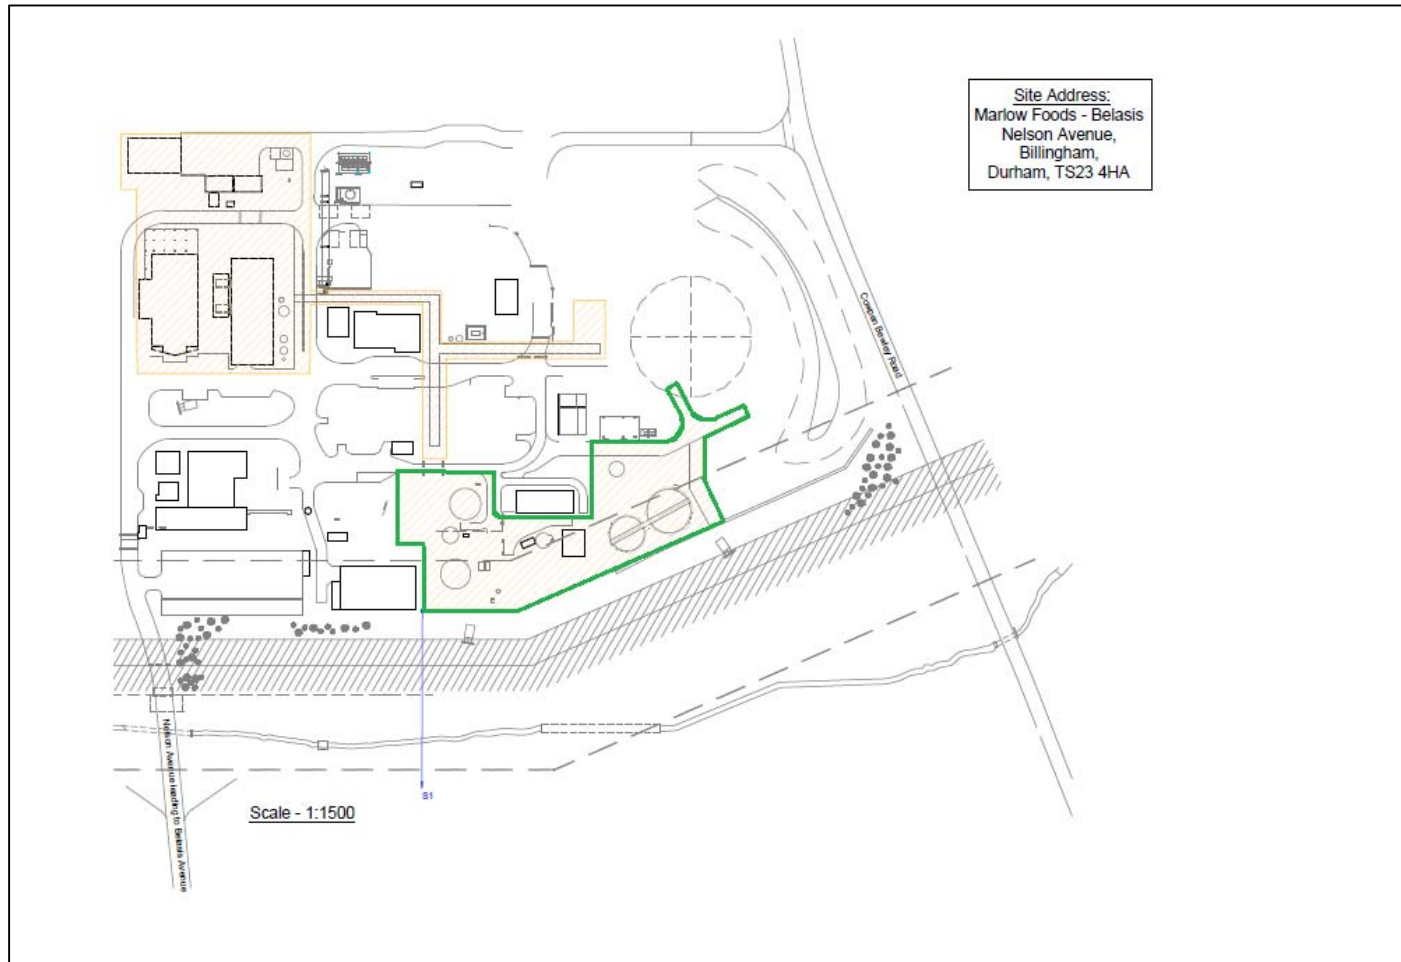 Site Address:
Marlow Foods - Belasis
Nelson Avenue,
Billingham,
Durham, TS23 4HA
Cowpen Bewley Road
E
S1
Scale - 1:1500
Nelson Avenue leading to Belasis Avenue